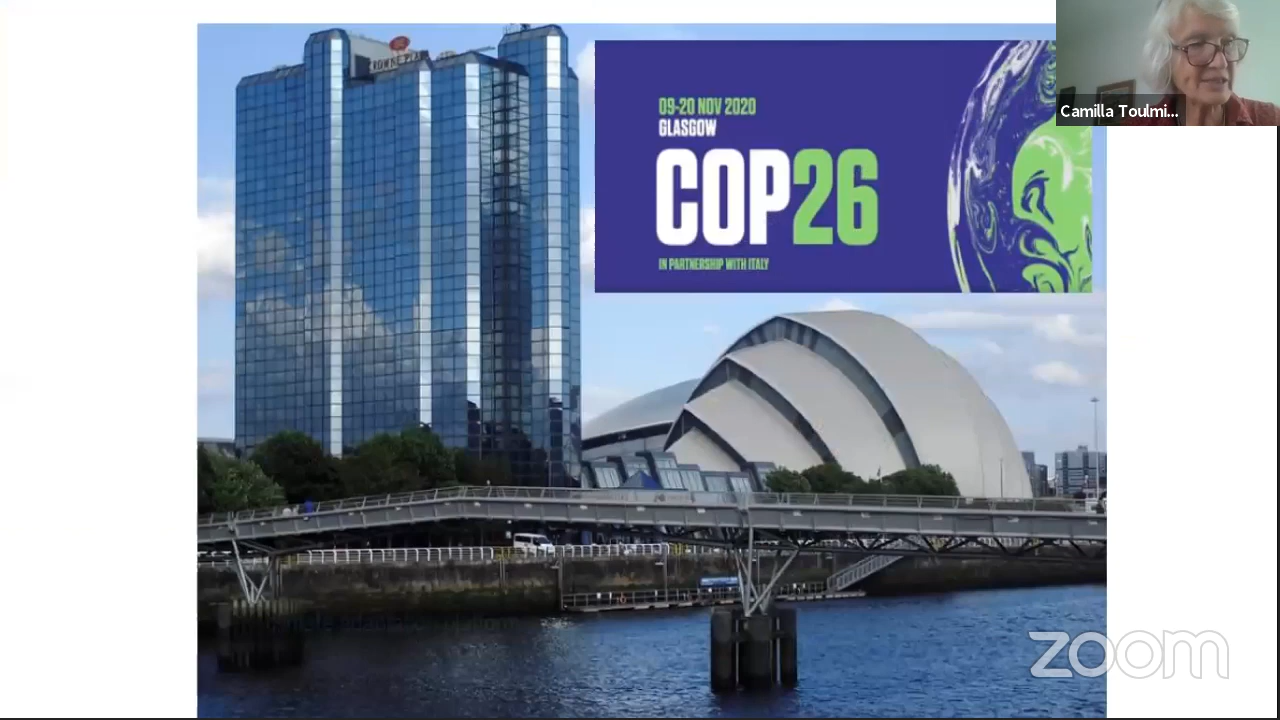 CROWNE PLAZA
09-20 NOV 2020
GLASGOW
COP26
IN PARTNERSHIP WITH ITALY
Camilla Toulmi...
zoom